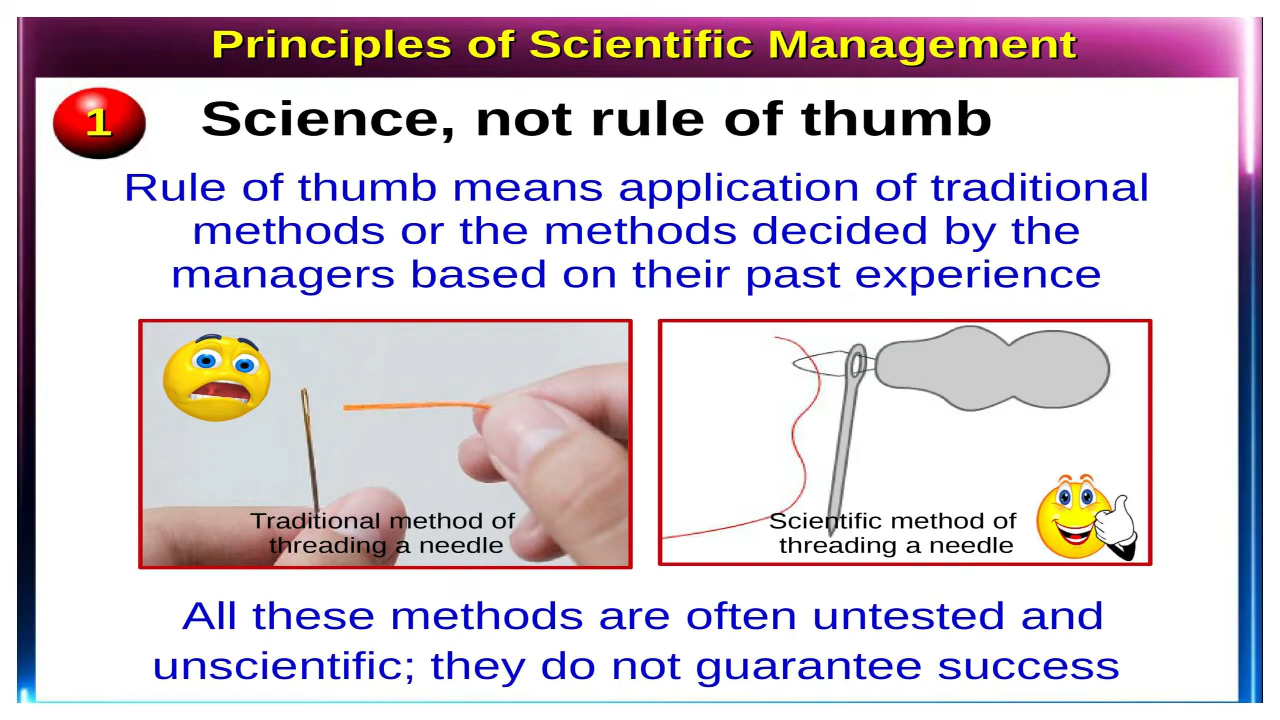 Principles of Scientific Management
1
Science, not rule of thumb
Rule of thumb means application of traditional
methods or the methods decided by the
managers based on their past experience
Traditional method of
threading a needle
Scientific method of
threading a needle
All these methods are often untested and
unscientific; they do not guarantee success